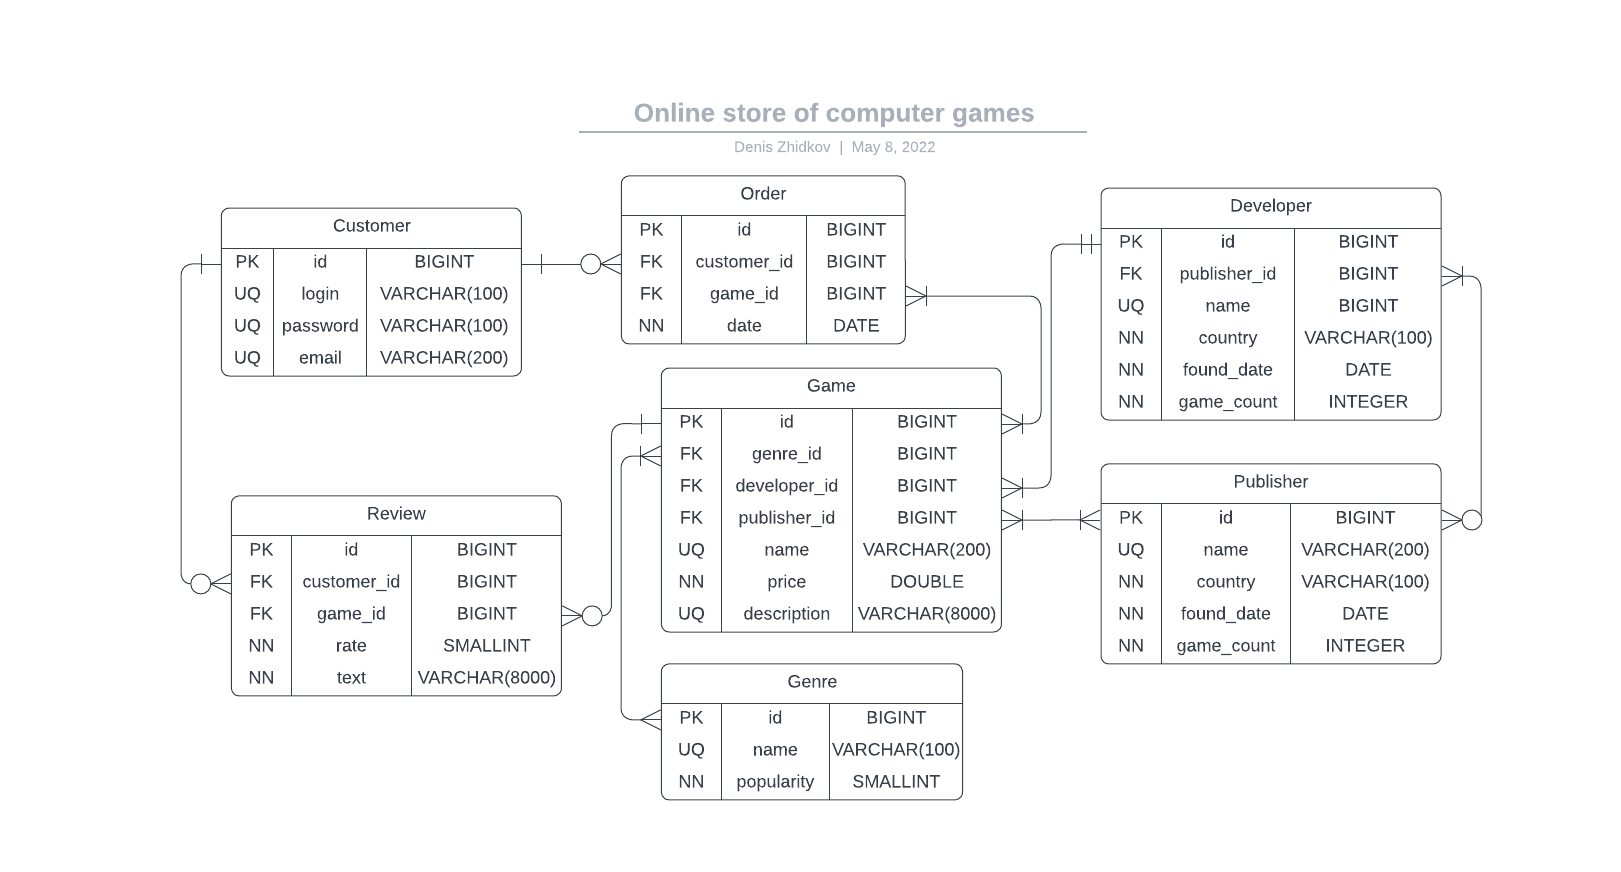 Online store of computer games
Denis Zhidkov | May 8, 2022
Customer
PK id BIGINT
UQ login VARCHAR(100)
UQ password VARCHAR(100)
UQ email VARCHAR(200)
Order
PK id BIGINT
FK customer_id BIGINT
FK game_id BIGINT
NN date DATE
Developer
PK id BIGINT
FK publisher_id BIGINT
UQ name BIGINT
NN country VARCHAR(100)
NN found_date DATE
NN game_count INTEGER
Review
PK id BIGINT
FK customer_id BIGINT
FK game_id BIGINT
NN rate SMALLINT
NN text VARCHAR(8000)
Game
PK id BIGINT
FK genre_id BIGINT
FK developer_id BIGINT
FK publisher_id BIGINT
UQ name VARCHAR(200)
NN price DOUBLE
UQ description VARCHAR(8000)
Publisher
PK id BIGINT
UQ name VARCHAR(200)
NN country VARCHAR(100)
NN found_date DATE
NN game_count INTEGER
Genre
PK id BIGINT
UQ name VARCHAR(100)
NN popularity SMALLINT